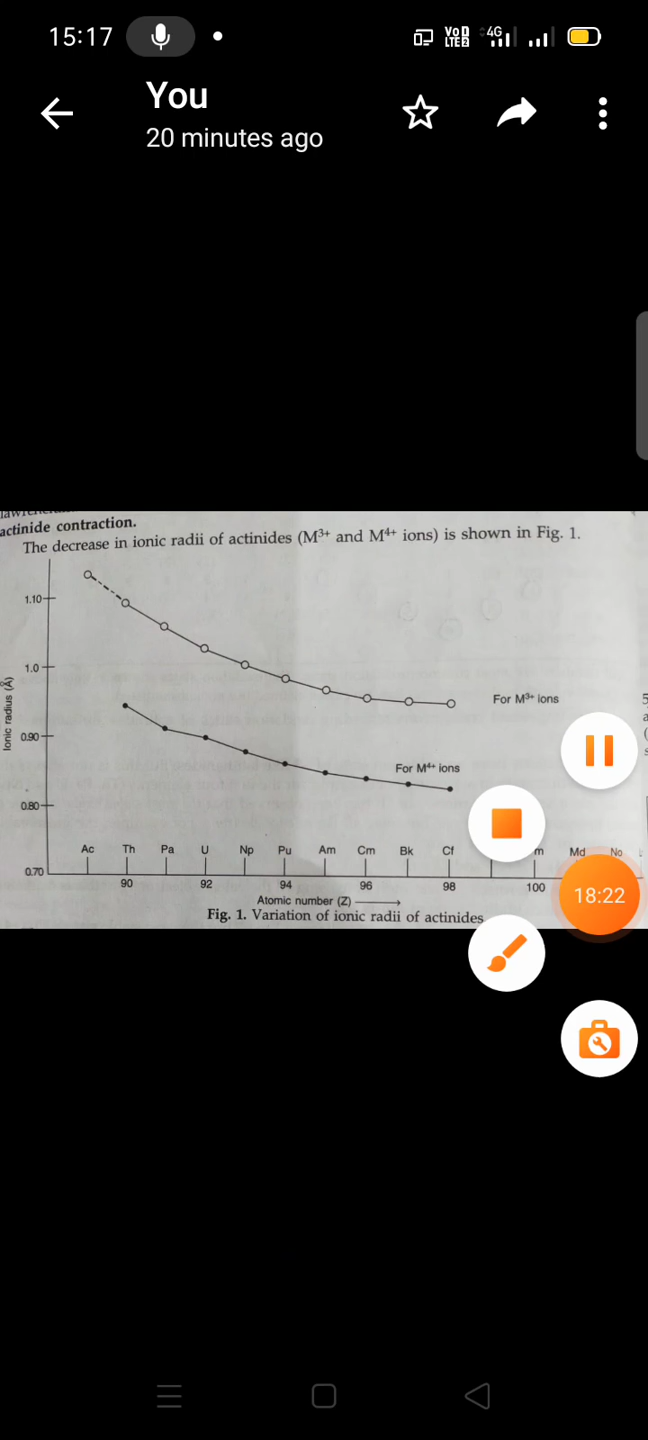 15:17
VoD
LTE2
4G
You
20 minutes ago
actinide contraction.
The decrease in ionic radii of actinides (M³⁺ and M⁴⁺ ions) is shown in Fig. 1.
1.10
1.0
0.90
0.80
0.70
Ionic radius (Å)
For M³⁺ ions
For M⁴⁺ ions
Ac Th Pa U Np Pu Am Cm Bk Cf m Md No
90 92 94 96 98 100
Atomic number (Z)
Fig. 1. Variation of ionic radii of actinides
18:22